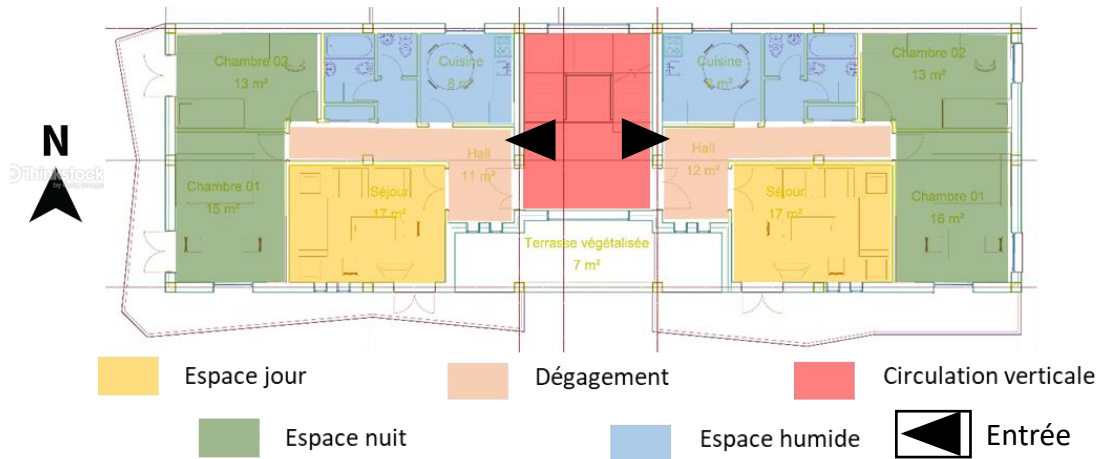 Chambre 02
13 m²
Cuisine
8 m²
Cuisine
Chambre 02
13 m²
N
Thinkstock
Hall
11 m²
Hall
12 m²
Chambre 01
15 m²
Séjour
17 m²
Séjour
17 m²
Chambre 01
16 m²
Terrasse végétalisée
7 m²
Espace jour
Dégagement
Circulation verticale
Espace nuit
Espace humide
Entrée